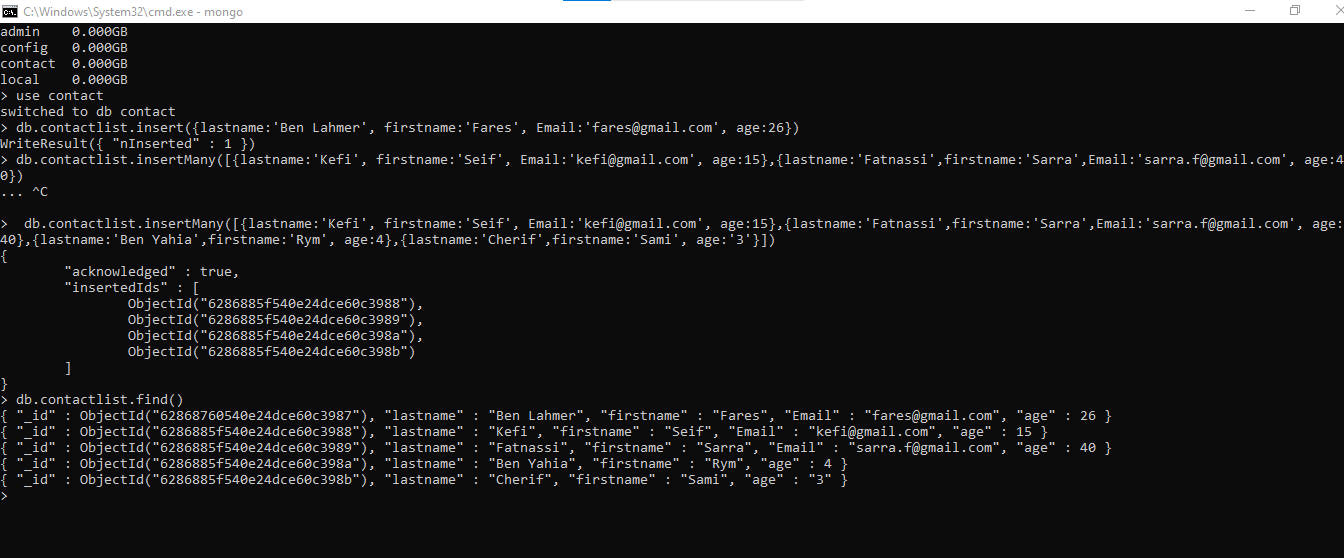 C:\Windows\System32\cmd.exe - mongo
admin    0.000GB
config   0.000GB
contact  0.000GB
local    0.000GB
> use contact
switched to db contact
> db.contactlist.insert({lastname:'Ben Lahmer', firstname:'Fares', Email:'fares@gmail.com', age:26})
WriteResult({ "nInserted" : 1 })
> db.contactlist.insertMany([{lastname:'Kefi', firstname:'Seif', Email:'kefi@gmail.com', age:15},{lastname:'Fatnassi',firstname:'Sarra',Email:'sarra.f@gmail.com', age:4
0})
... ^C
>  db.contactlist.insertMany([{lastname:'Kefi', firstname:'Seif', Email:'kefi@gmail.com', age:15},{lastname:'Fatnassi',firstname:'Sarra',Email:'sarra.f@gmail.com', age:
40},{lastname:'Ben Yahia',firstname:'Rym', age:4},{lastname:'Cherif',firstname:'Sami', age:'3'}])
{
        "acknowledged" : true,
        "insertedIds" : [
                ObjectId("6286885f540e24dce60c3988"),
                ObjectId("6286885f540e24dce60c3989"),
                ObjectId("6286885f540e24dce60c398a"),
                ObjectId("6286885f540e24dce60c398b")
        ]
}
> db.contactlist.find()
{ "_id" : ObjectId("62868760540e24dce60c3987"), "lastname" : "Ben Lahmer", "firstname" : "Fares", "Email" : "fares@gmail.com", "age" : 26 }
{ "_id" : ObjectId("6286885f540e24dce60c3988"), "lastname" : "Kefi", "firstname" : "Seif", "Email" : "kefi@gmail.com", "age" : 15 }
{ "_id" : ObjectId("6286885f540e24dce60c3989"), "lastname" : "Fatnassi", "firstname" : "Sarra", "Email" : "sarra.f@gmail.com", "age" : 40 }
{ "_id" : ObjectId("6286885f540e24dce60c398a"), "lastname" : "Ben Yahia", "firstname" : "Rym", "age" : 4 }
{ "_id" : ObjectId("6286885f540e24dce60c398b"), "lastname" : "Cherif", "firstname" : "Sami", "age" : "3" }
>